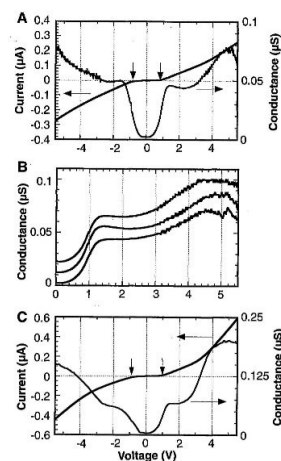 A
Current (µA)
0.4
0.3
0.2
0.1
0
-0.1
-0.2
-0.3
-0.4
0.1
0.05
0
Conductance (µS)
-4 -2 0 2 4
B
Conductance (µS)
0.1
0.05
0
0 1 2 3 4 5
C
Current (µA)
0.6
0.4
0.2
0
-0.2
-0.4
-0.6
0.25
0.125
0
Conductance (µS)
-4 -2 0 2 4
Voltage (V)